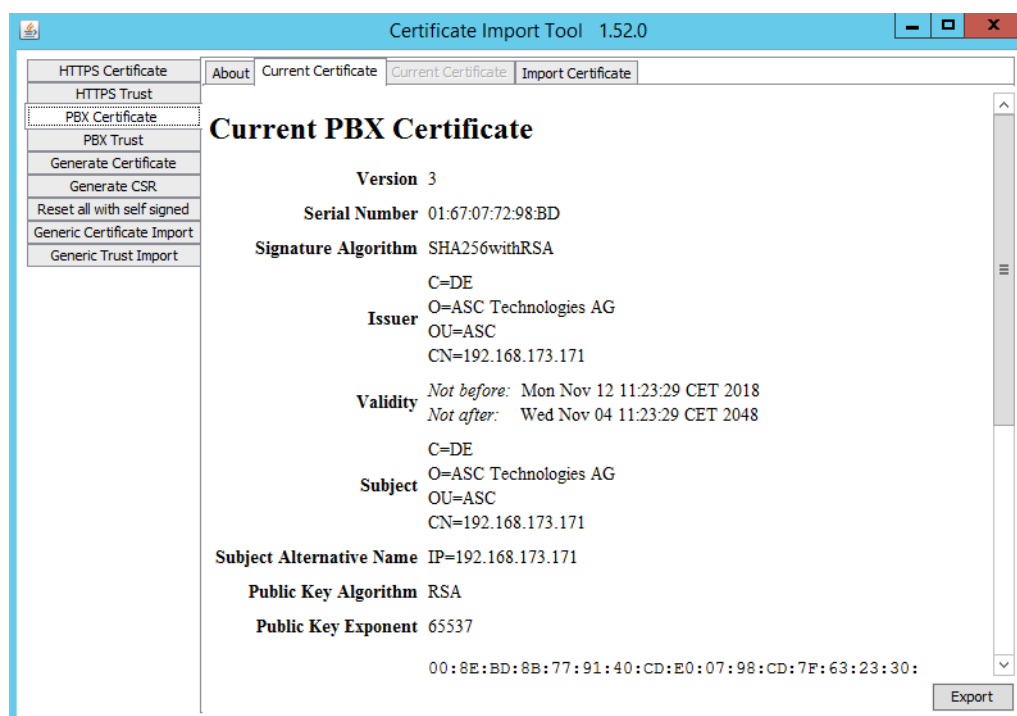 Certificate Import Tool 1.52.0
HTTPS Certificate
HTTPS Trust
PBX Certificate
PBX Trust
Generate Certificate
Generate CSR
Reset all with self signed
Generic Certificate Import
Generic Trust Import
About Current Certificate Current Certificate Import Certificate
Current PBX Certificate
Version 3
Serial Number 01:67:07:72:98:BD
Signature Algorithm SHA256withRSA
Issuer
C=DE
O=ASC Technologies AG
OU=ASC
CN=192.168.173.171
Validity
Not before: Mon Nov 12 11:23:29 CET 2018
Not after: Wed Nov 04 11:23:29 CET 2048
Subject
C=DE
O=ASC Technologies AG
OU=ASC
CN=192.168.173.171
Subject Alternative Name IP=192.168.173.171
Public Key Algorithm RSA
Public Key Exponent 65537
00:8E:BD:8B:77:91:40:CD:E0:07:98:CD:7F:63:23:30:
Export